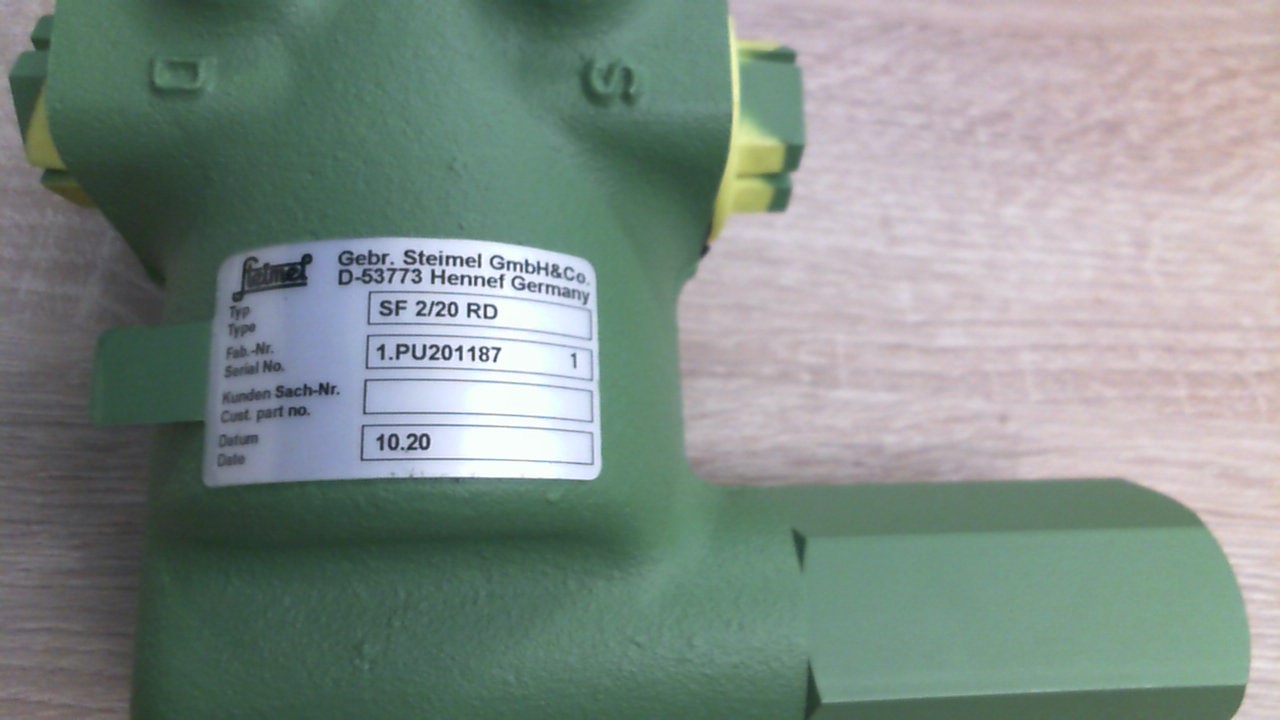 D
S
Steimel
Gebr. Steimel GmbH&Co.
D-53773 Hennef Germany
Typ
Type
SF 2/20 RD
Fab.-Nr.
Serial No.
1.PU201187 1
Kunden Sach-Nr.
Cust. part no.
Datum
Date
10.20